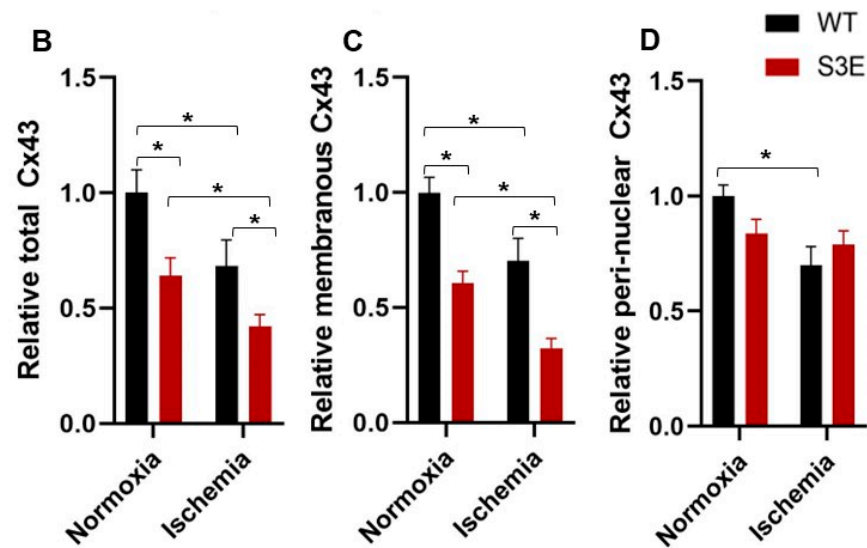 B
Relative total Cx43
1.5
1.0
0.5
0.0
*
*
*
*
Normoxia
Ischemia
C
Relative membranous Cx43
1.5
1.0
0.5
0.0
*
*
*
*
Normoxia
Ischemia
D
WT
S3E
Relative peri-nuclear Cx43
1.5
1.0
0.5
0.0
*
Normoxia
Ischemia